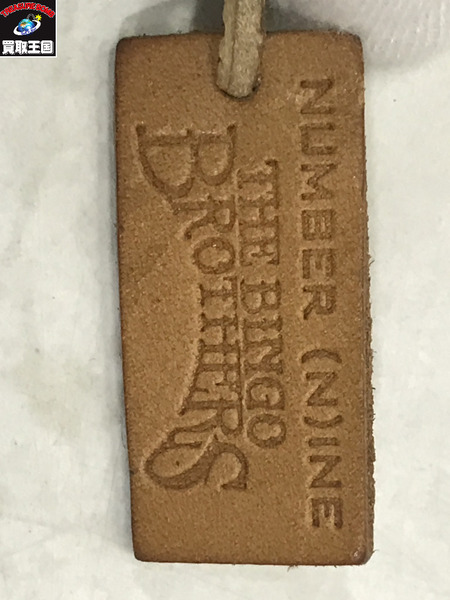 NUMBER (N)INE
THE BINGO
BROTHERS
買取王国